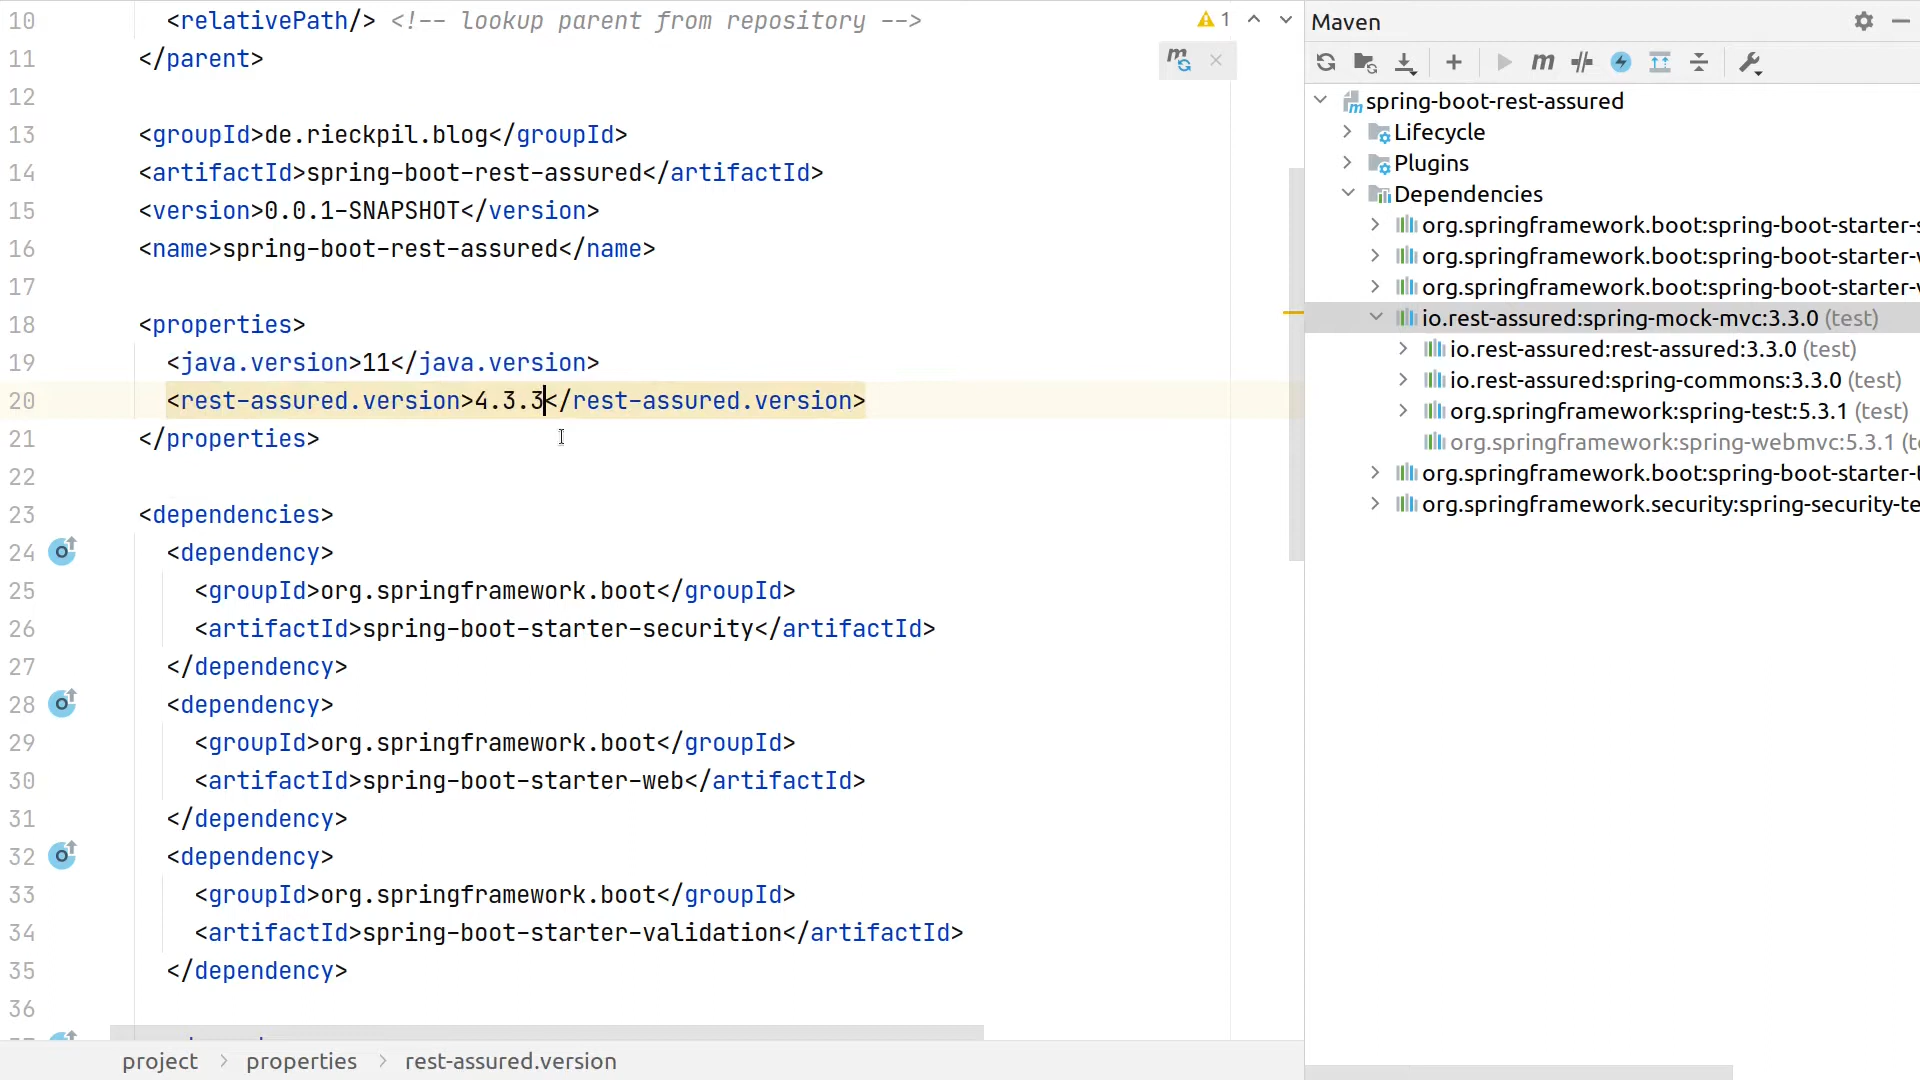 10 <relativePath/> <!-- lookup parent from repository -->
11 </parent>
12
13 <groupId>de.rieckpil.blog</groupId>
14 <artifactId>spring-boot-rest-assured</artifactId>
15 <version>0.0.1-SNAPSHOT</version>
16 <name>spring-boot-rest-assured</name>
17
18 <properties>
19 <java.version>11</java.version>
20 <rest-assured.version>4.3.3</rest-assured.version>
21 </properties>
22
23 <dependencies>
24 <dependency>
25 <groupId>org.springframework.boot</groupId>
26 <artifactId>spring-boot-starter-security</artifactId>
27 </dependency>
28 <dependency>
29 <groupId>org.springframework.boot</groupId>
30 <artifactId>spring-boot-starter-web</artifactId>
31 </dependency>
32 <dependency>
33 <groupId>org.springframework.boot</groupId>
34 <artifactId>spring-boot-starter-validation</artifactId>
35 </dependency>
36
1
project > properties > rest-assured.version
Maven
spring-boot-rest-assured
Lifecycle
Plugins
Dependencies
org.springframework.boot:spring-boot-starter-s
org.springframework.boot:spring-boot-starter-
org.springframework.boot:spring-boot-starter-
io.rest-assured:spring-mock-mvc:3.3.0 (test)
io.rest-assured:rest-assured:3.3.0 (test)
io.rest-assured:spring-commons:3.3.0 (test)
org.springframework:spring-test:5.3.1 (test)
org.springframework:spring-webmvc:5.3.1 (t
org.springframework.boot:spring-boot-starter-t
org.springframework.security:spring-security-te